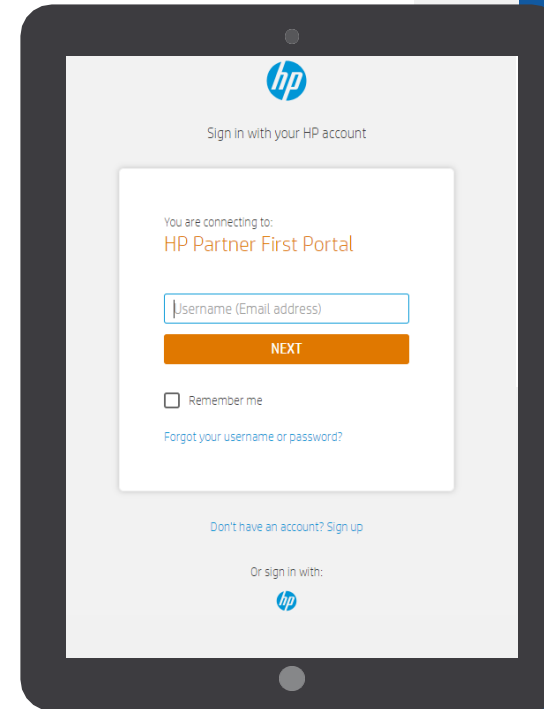 hp
Sign in with your HP account
You are connecting to:
HP Partner First Portal
Username (Email address)
NEXT
Remember me
Forgot your username or password?
Don't have an account? Sign up
Or sign in with:
hp